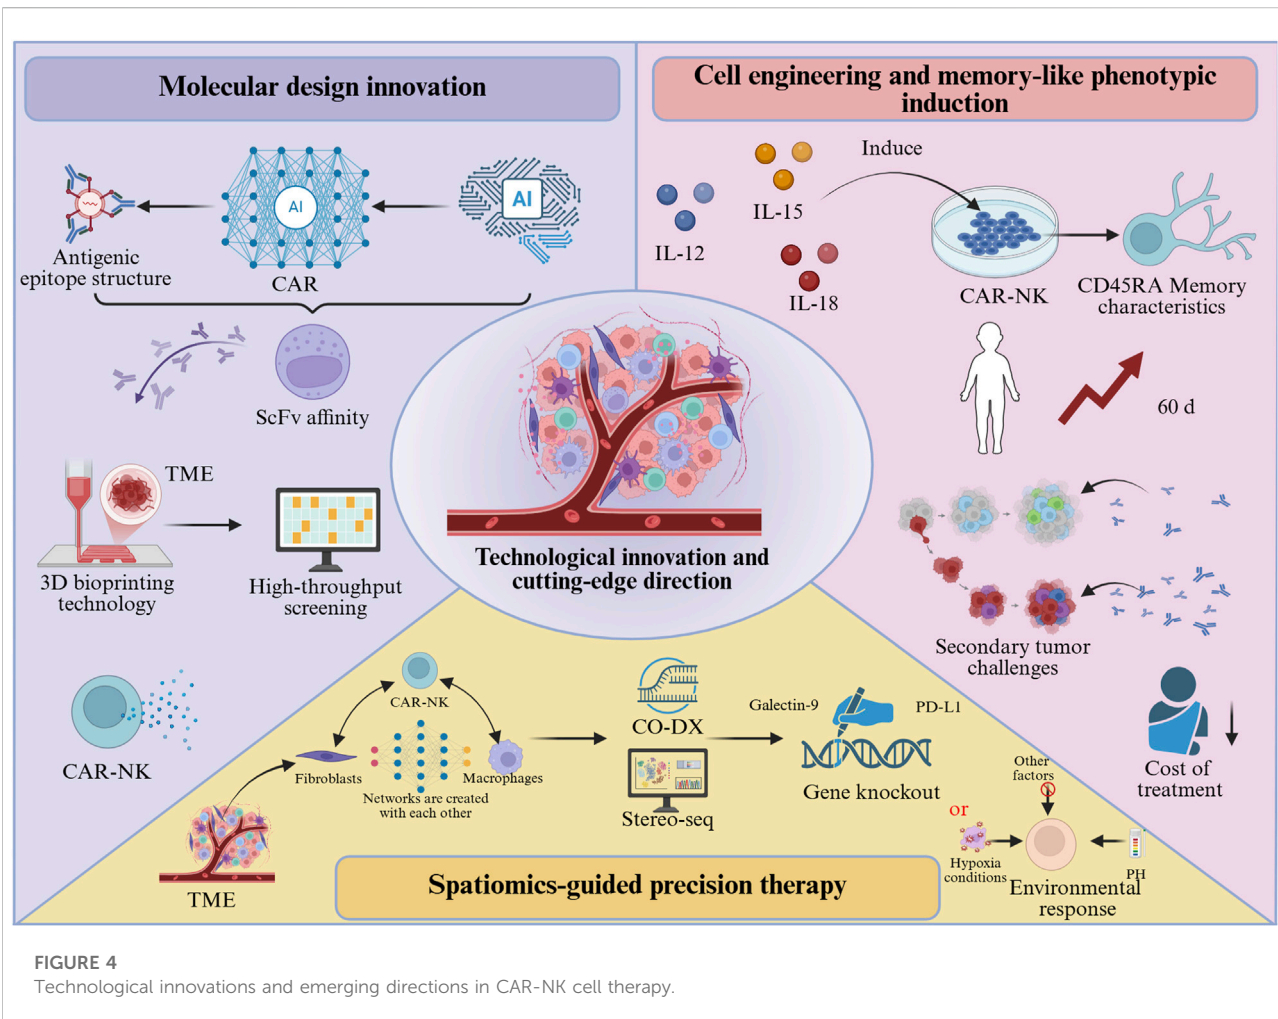 Molecular design innovation
AI
AI
Antigenic
epitope structure
CAR
ScFv affinity
TME
3D bioprinting
technology
High-throughput
screening
CAR-NK
Cell engineering and memory-like phenotypic
induction
Induce
IL-15
IL-12
IL-18
CAR-NK
CD45RA Memory
characteristics
60 d
Secondary tumor
challenges
Cost of
treatment
Technological innovation and
cutting-edge direction
CAR-NK
Fibroblasts
Macrophages
Networks are created
with each other
TME
CO-DX
Stereo-seq
Galectin-9
PD-L1
Gene knockout
Other
factors
or
Hypoxia
conditions
PH
Environmental
response
Spatiomics-guided precision therapy
FIGURE 4
Technological innovations and emerging directions in CAR-NK cell therapy.